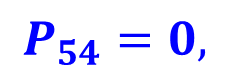 P₅₄ = 0,